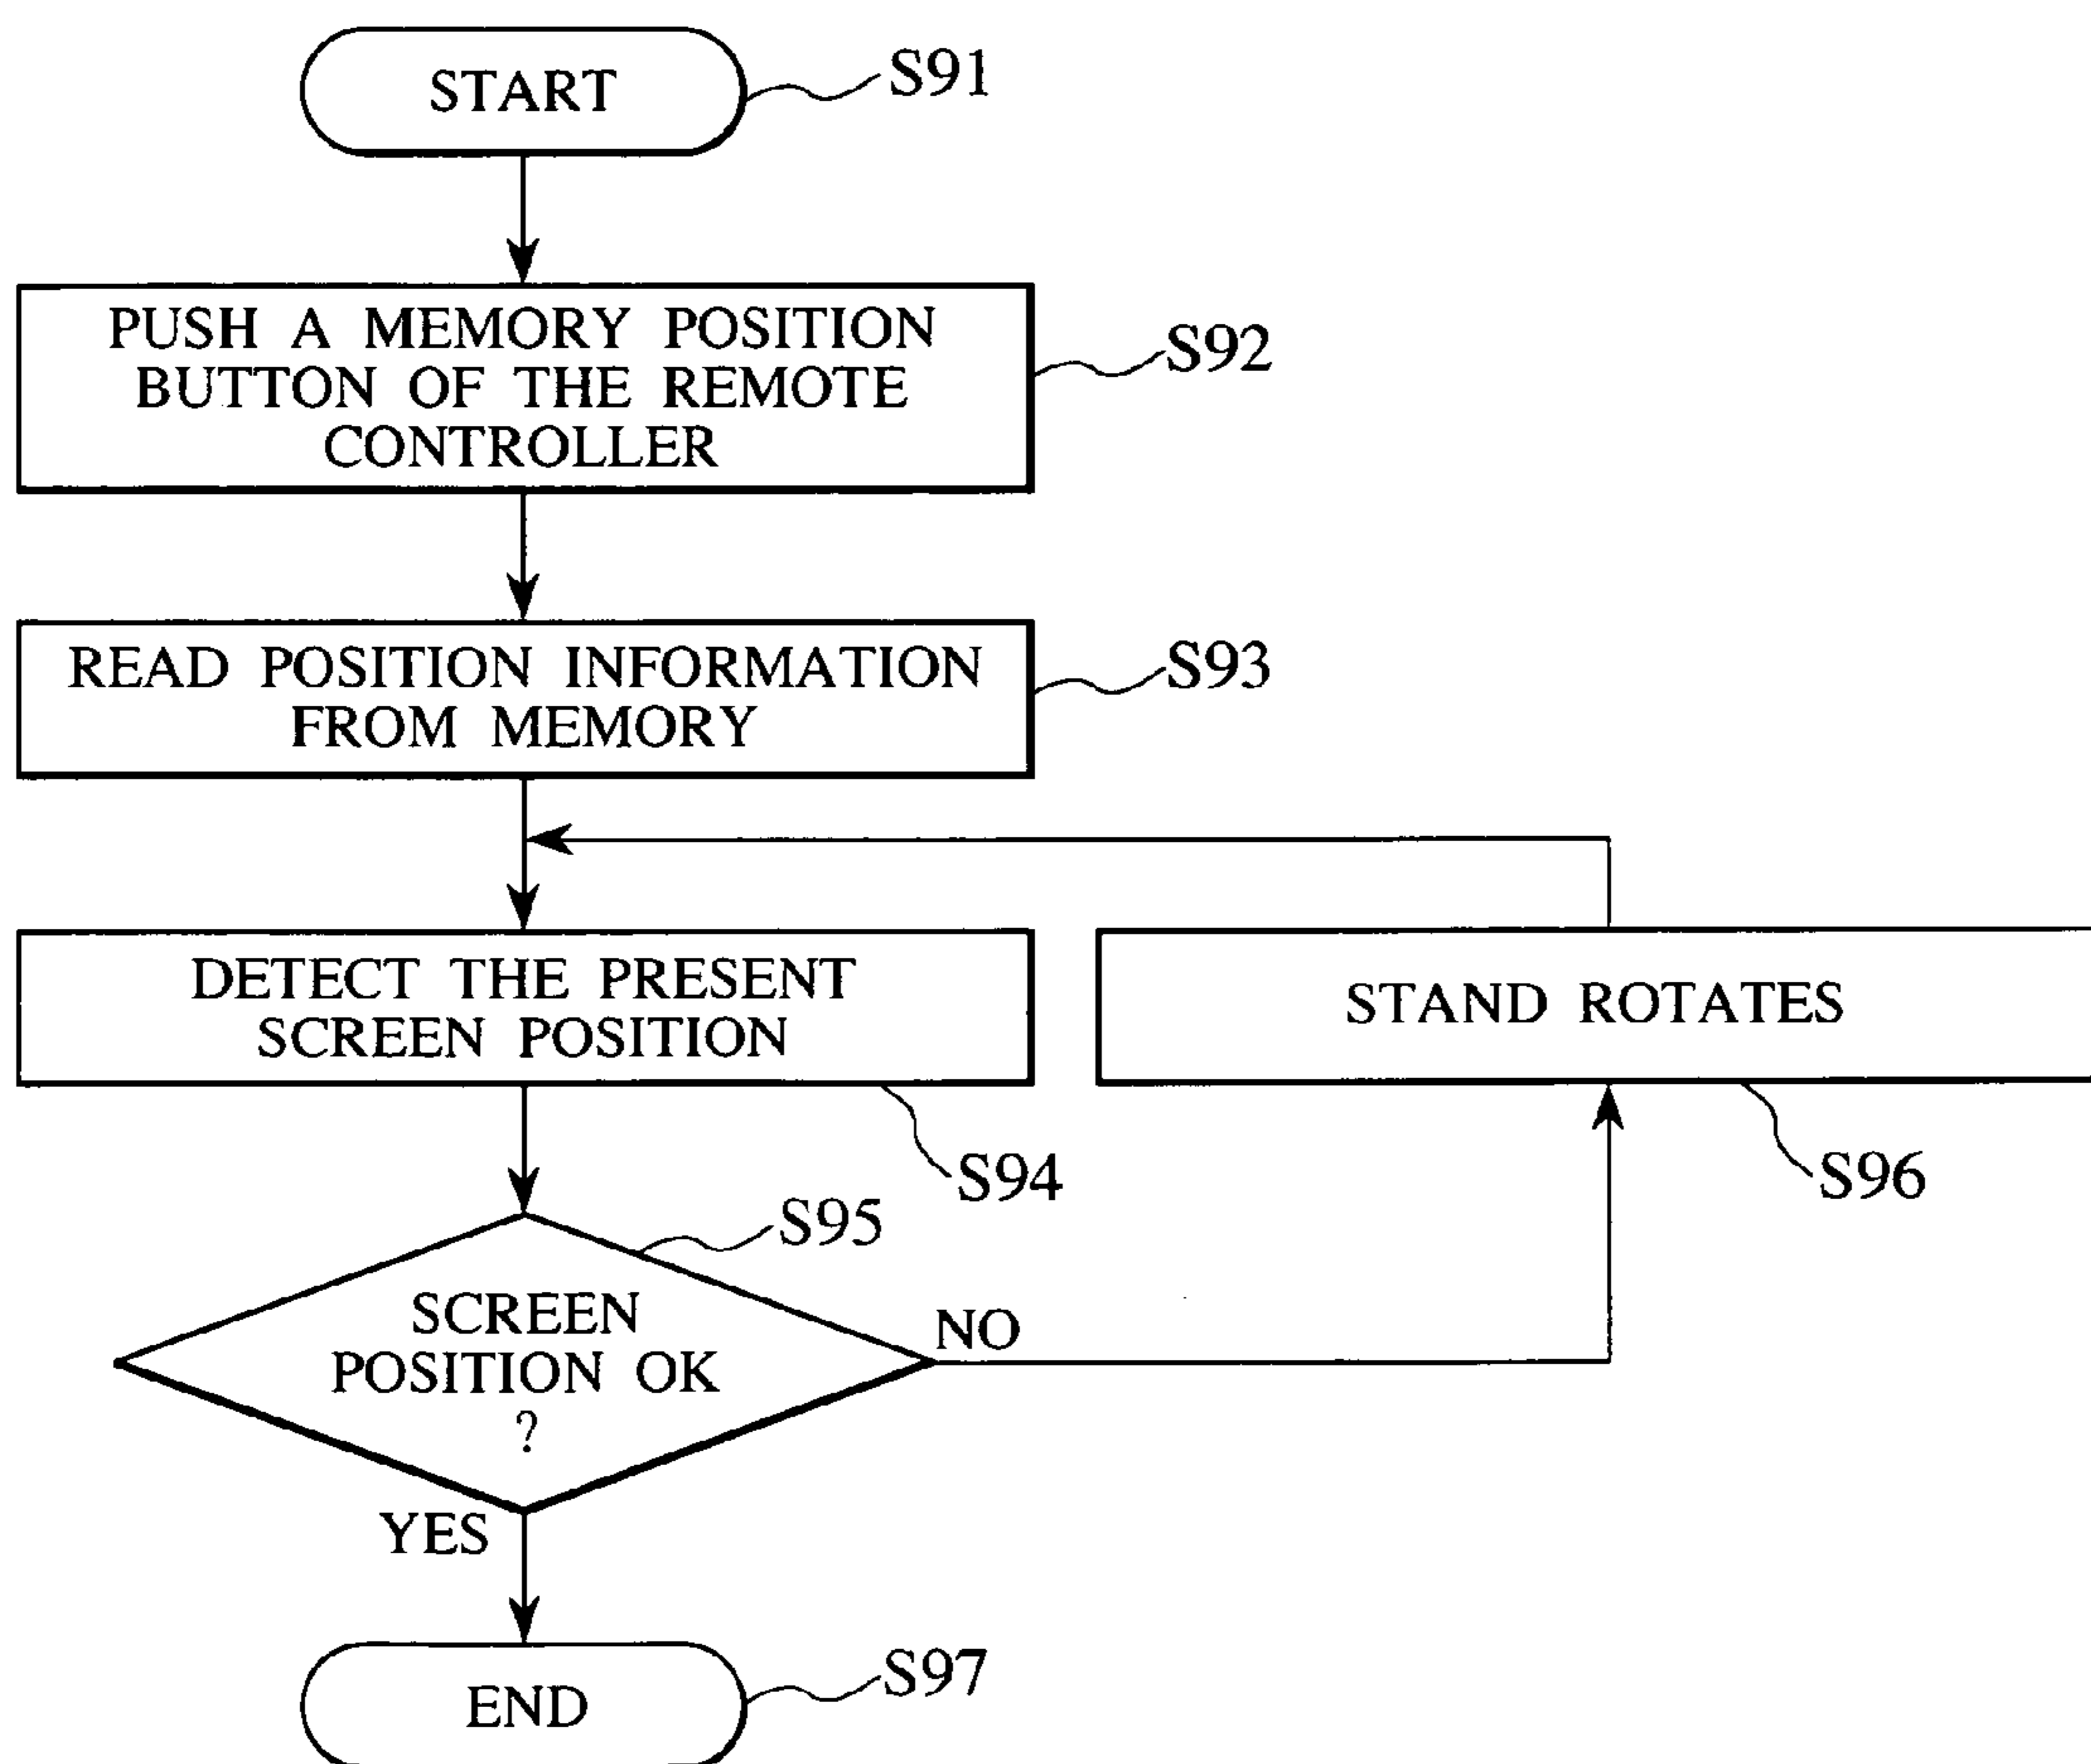 START
S91
PUSH A MEMORY POSITION
BUTTON OF THE REMOTE
CONTROLLER
S92
READ POSITION INFORMATION
FROM MEMORY
S93
DETECT THE PRESENT
SCREEN POSITION
S94
STAND ROTATES
S96
S95
SCREEN
POSITION OK
?
NO
YES
END
S97